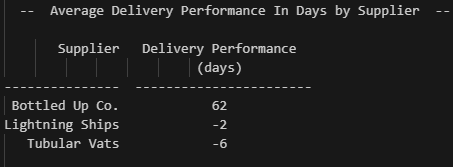 -- Average Delivery Performance In Days by Supplier --
Supplier Delivery Performance
(days)
--------------- -----------------------
Bottled Up Co. 62
Lightning Ships -2
Tubular Vats -6